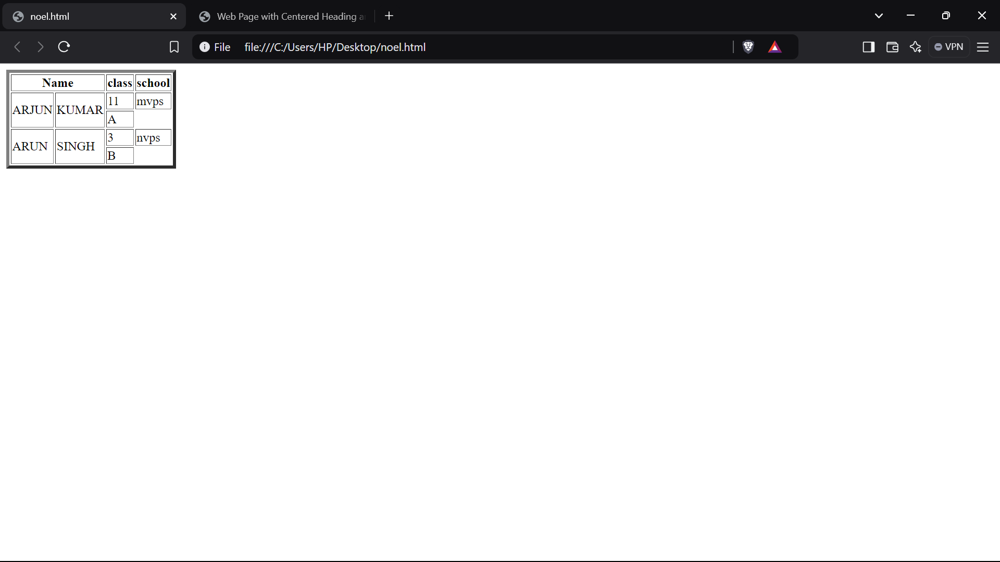 noel.html
Web Page with Centered Heading a
File file:///C:/Users/HP/Desktop/noel.html
VPN
Name class school
ARJUN KUMAR 11 mvps
A
ARUN SINGH 3 nvps
B